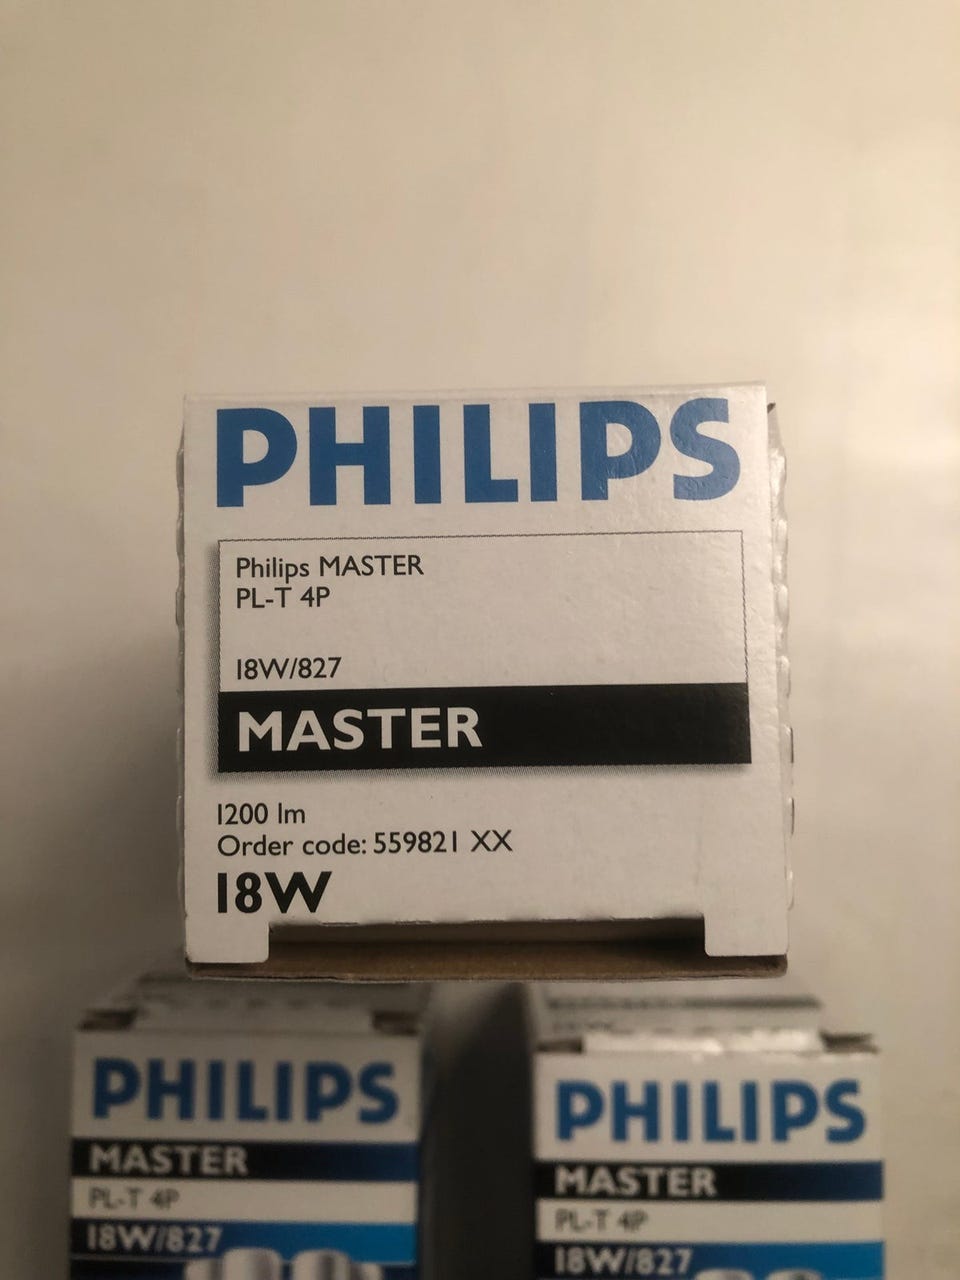 PHILIPS
Philips MASTER
PL-T 4P
18W/827
MASTER
1200 lm
Order code: 559821 XX
18W
PHILIPS
MASTER
PL-T 4P
18W/827
PHILIPS
MASTER
PL-T 4P
18W/827